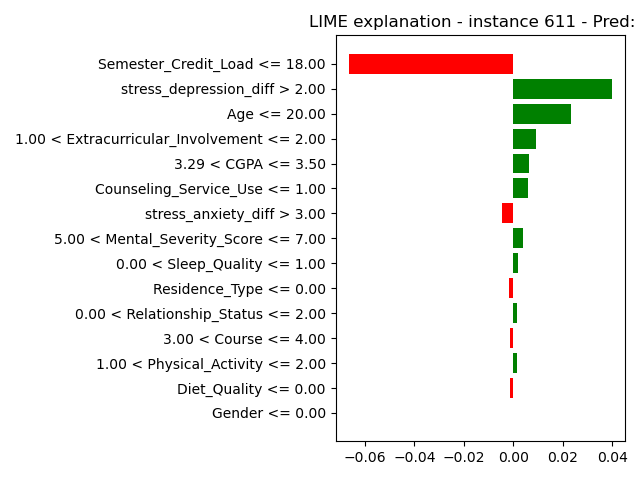 LIME explanation - instance 611 - Pred:
Semester_Credit_Load <= 18.00
stress_depression_diff > 2.00
Age <= 20.00
1.00 < Extracurricular_Involvement <= 2.00
3.29 < CGPA <= 3.50
Counseling_Service_Use <= 1.00
stress_anxiety_diff > 3.00
5.00 < Mental_Severity_Score <= 7.00
0.00 < Sleep_Quality <= 1.00
Residence_Type <= 0.00
0.00 < Relationship_Status <= 2.00
3.00 < Course <= 4.00
1.00 < Physical_Activity <= 2.00
Diet_Quality <= 0.00
Gender <= 0.00
−0.06 −0.04 −0.02 0.00 0.02 0.04